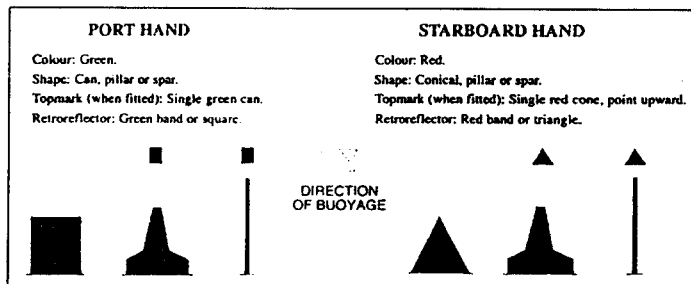 PORT HAND
Colour: Green.
Shape: Can, pillar or spar.
Topmark (when fitted): Single green can.
Retroreflector: Green band or square.
STARBOARD HAND
Colour: Red.
Shape: Conical, pillar or spar.
Topmark (when fitted): Single red cone, point upward.
Retroreflector: Red band or triangle.
DIRECTION
OF BUOYAGE